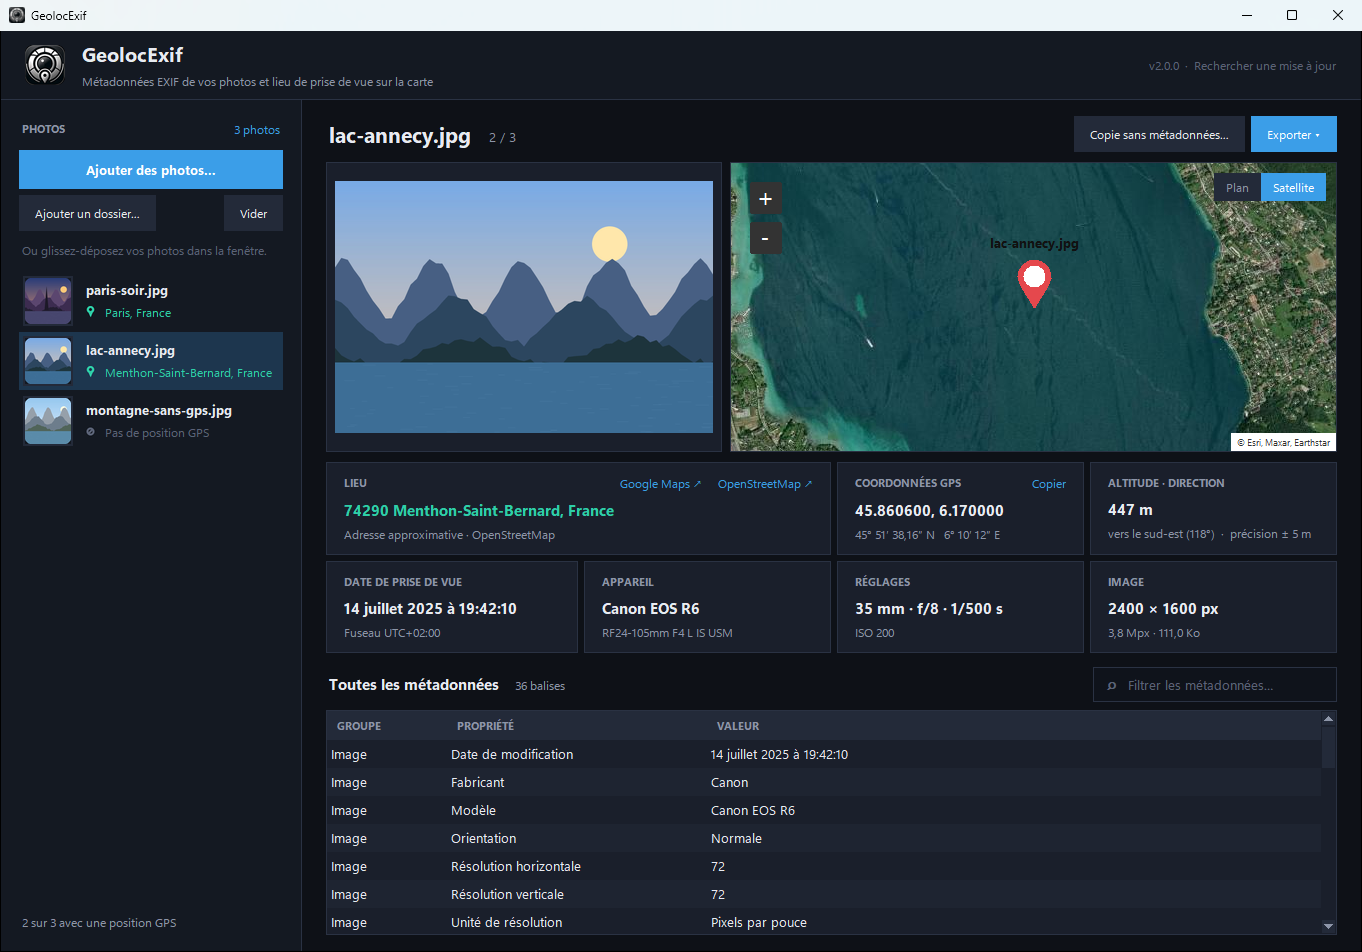 GeolocExif
GeolocExif
Métadonnées EXIF de vos photos et lieu de prise de vue sur la carte
v2.0.0 · Rechercher une mise à jour
PHOTOS
3 photos
Ajouter des photos...
Ajouter un dossier...
Vider
Ou glissez-déposez vos photos dans la fenêtre.
paris-soir.jpg
Paris, France
lac-annecy.jpg
Menthon-Saint-Bernard, France
montagne-sans-gps.jpg
Pas de position GPS
2 sur 3 avec une position GPS
lac-annecy.jpg
2 / 3
Copie sans métadonnées...
Exporter
+
-
Plan
Satellite
lac-annecy.jpg
© Esri, Maxar, Earthstar
LIEU
Google Maps ↗
OpenStreetMap ↗
74290 Menthon-Saint-Bernard, France
Adresse approximative · OpenStreetMap
COORDONNÉES GPS
Copier
45.860600, 6.170000
45° 51' 38,16" N 6° 10' 12" E
ALTITUDE · DIRECTION
447 m
vers le sud-est (118°) · précision ± 5 m
DATE DE PRISE DE VUE
14 juillet 2025 à 19:42:10
Fuseau UTC+02:00
APPAREIL
Canon EOS R6
RF24-105mm F4 L IS USM
RÉGLAGES
35 mm · f/8 · 1/500 s
ISO 200
IMAGE
2400 × 1600 px
3,8 Mpx · 111,0 Ko
Toutes les métadonnées
36 balises
Filtrer les métadonnées...
GROUPE PROPRIÉTÉ VALEUR
Image Date de modification 14 juillet 2025 à 19:42:10
Image Fabricant Canon
Image Modèle Canon EOS R6
Image Orientation Normale
Image Résolution horizontale 72
Image Résolution verticale 72
Image Unité de résolution Pixels par pouce